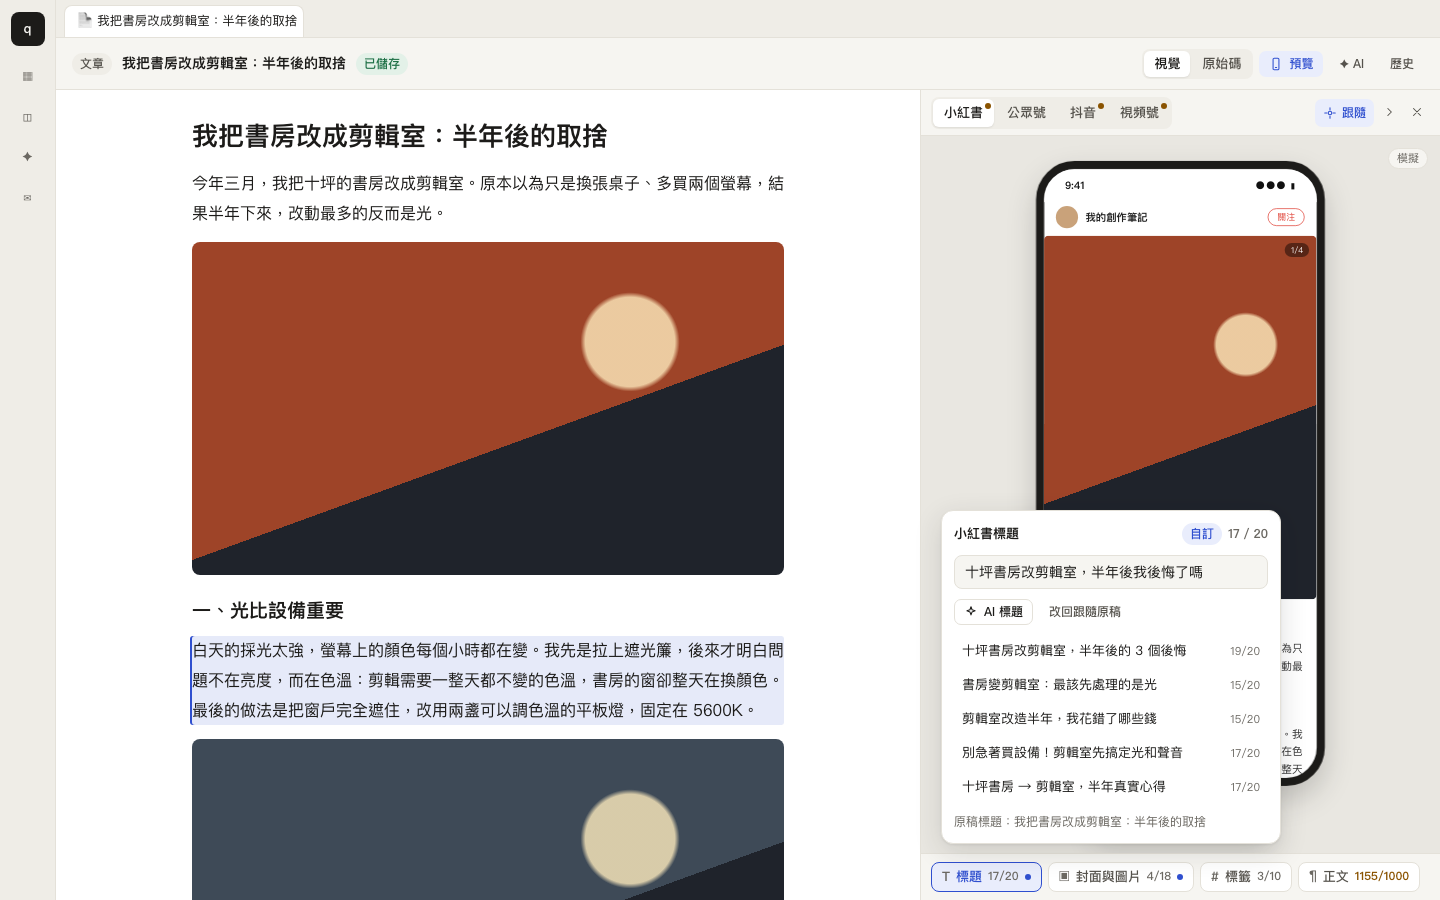 q
我把書房改成剪輯室：半年後的取捨
文章 我把書房改成剪輯室：半年後的取捨 已儲存
視覺 原始碼 預覽 AI 歷史
我把書房改成剪輯室：半年後的取捨
今年三月，我把十坪的書房改成剪輯室。原本以為只是換張桌子、多買兩個螢幕，結
果半年下來，改動最多的反而是光。
一、光比設備重要
白天的採光太強，螢幕上的顏色每個小時都在變。我先是拉上遮光簾，後來才明白問
題不在亮度，而在色溫：剪輯需要一整天都不變的色溫，書房的窗卻整天在換顏色。
最後的做法是把窗戶完全遮住，改用兩盞可以調色溫的平板燈，固定在 5600K。
小紅書 公眾號 抖音 視頻號 跟隨
模擬
9:41
我的創作筆記 關注
1/4
為只
動最
。我
在色
整天
小紅書標題 自訂 17 / 20
十坪書房改剪輯室，半年後我後悔了嗎
AI 標題 改回跟隨原稿
十坪書房改剪輯室，半年後的 3 個後悔 19/20
書房變剪輯室：最該先處理的是光 15/20
剪輯室改造半年，我花錯了哪些錢 15/20
別急著買設備！剪輯室先搞定光和聲音 17/20
十坪書房 → 剪輯室，半年真實心得 17/20
原稿標題：我把書房改成剪輯室：半年後的取捨
T 標題 17/20 封面與圖片 4/18 # 標籤 3/10 ¶ 正文 1155/1000